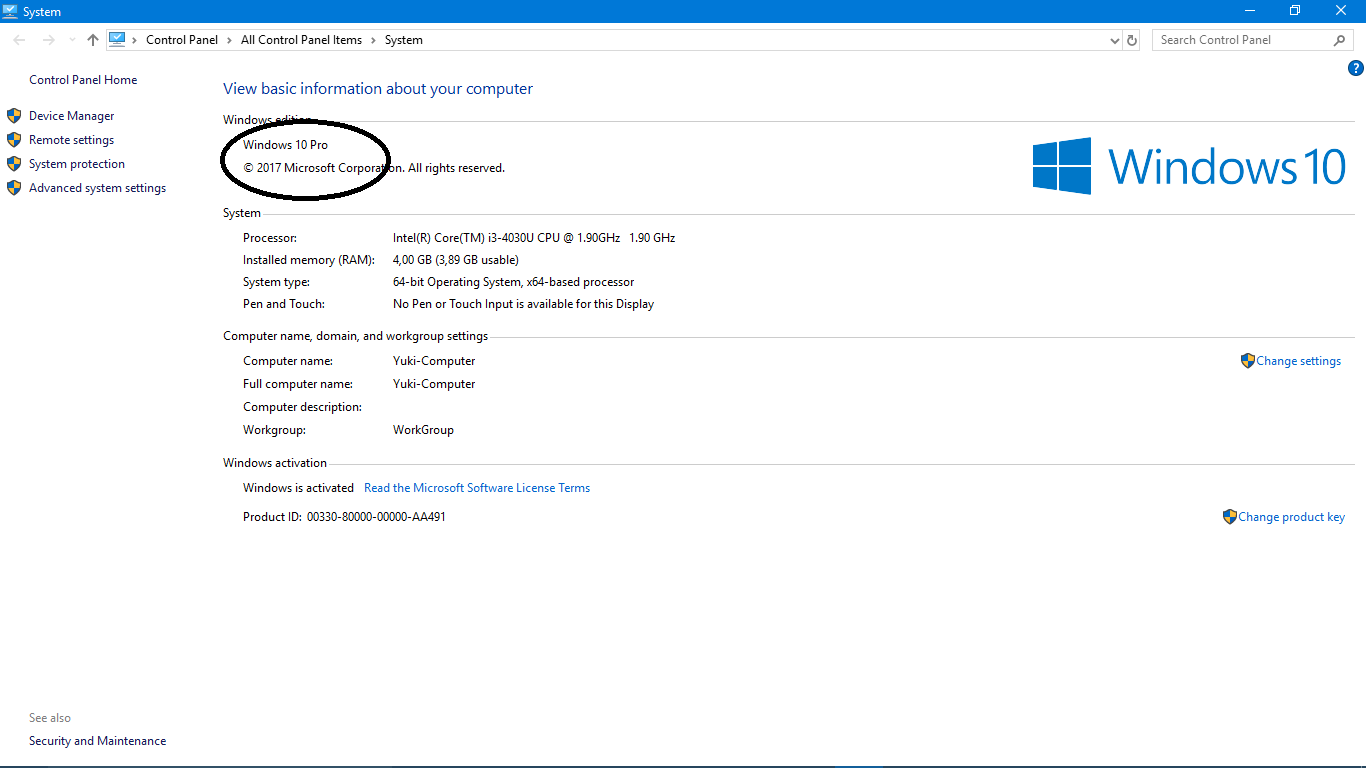 System
Control Panel > All Control Panel Items > System
Search Control Panel
Control Panel Home
Device Manager
Remote settings
System protection
Advanced system settings
?
View basic information about your computer
Windows edition
Windows 10 Pro
© 2017 Microsoft Corporation. All rights reserved.
Windows 10
System
Processor: Intel(R) Core(TM) i3-4030U CPU @ 1.90GHz 1.90 GHz
Installed memory (RAM): 4,00 GB (3,89 GB usable)
System type: 64-bit Operating System, x64-based processor
Pen and Touch: No Pen or Touch Input is available for this Display
Computer name, domain, and workgroup settings
Computer name: Yuki-Computer
Change settings
Full computer name: Yuki-Computer
Computer description:
Workgroup: WorkGroup
Windows activation
Windows is activated Read the Microsoft Software License Terms
Product ID: 00330-80000-00000-AA491
Change product key
See also
Security and Maintenance